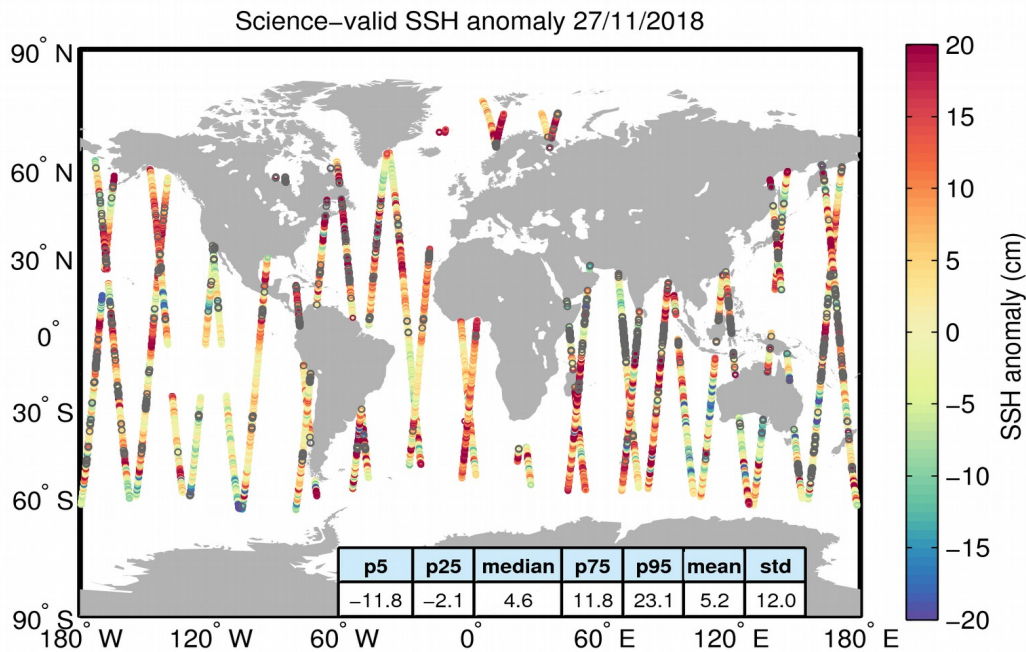 Science−valid SSH anomaly 27/11/2018
90° N
60° N
30° N
0°
30° S
60° S
90° S
180° W
120° W
60° W
0°
60° E
120° E
180° E
p5 p25 median p75 p95 mean std
−11.8 −2.1 4.6 11.8 23.1 5.2 12.0
20
15
10
5
0
−5
−10
−15
−20
SSH anomaly (cm)